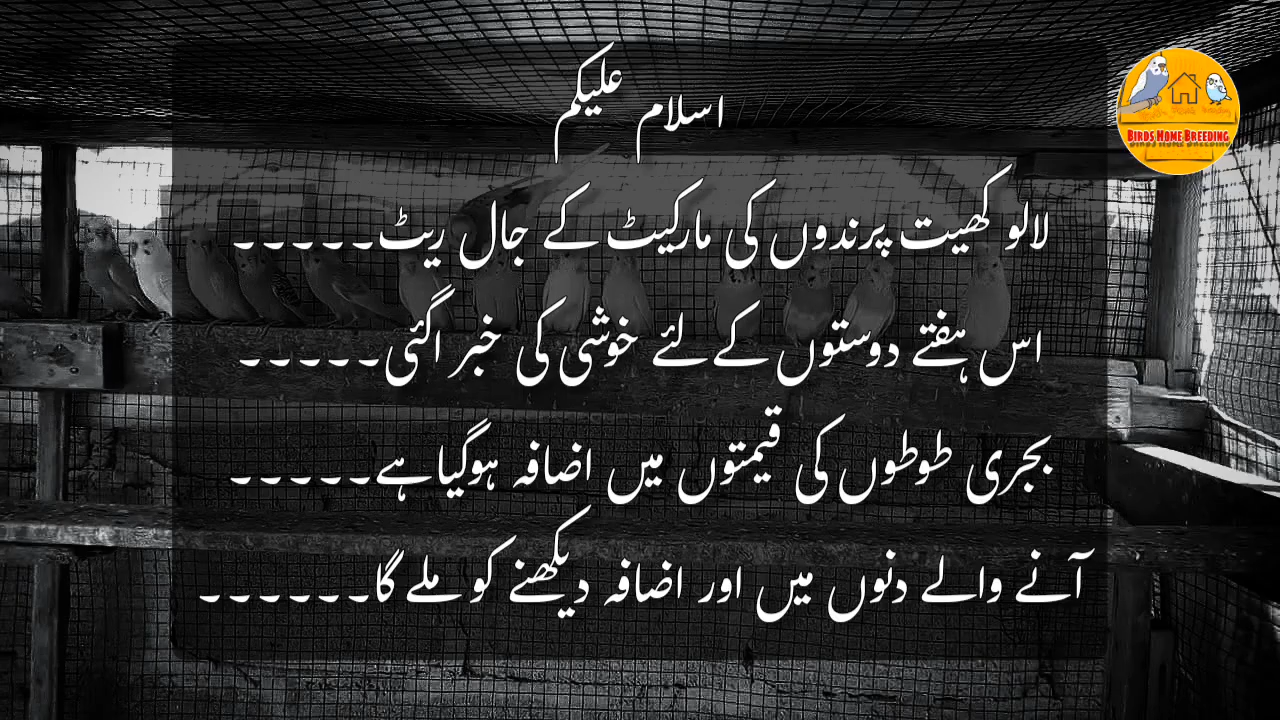 اسلام علیکم
لالو کھیت پرندوں کی مارکیٹ کے جال ریٹ۔۔۔۔۔
اس ہفتے دوستوں کے لئے خوشی کی خبر اگئی۔۔۔۔۔
بجری طوطوں کی قیمتوں میں اضافہ ہوگیا ہے۔۔۔۔۔
آنے والے دنوں میں اور اضافہ دیکھنے کو ملے گا۔۔۔۔۔۔
BIRDS HOME BREEDING